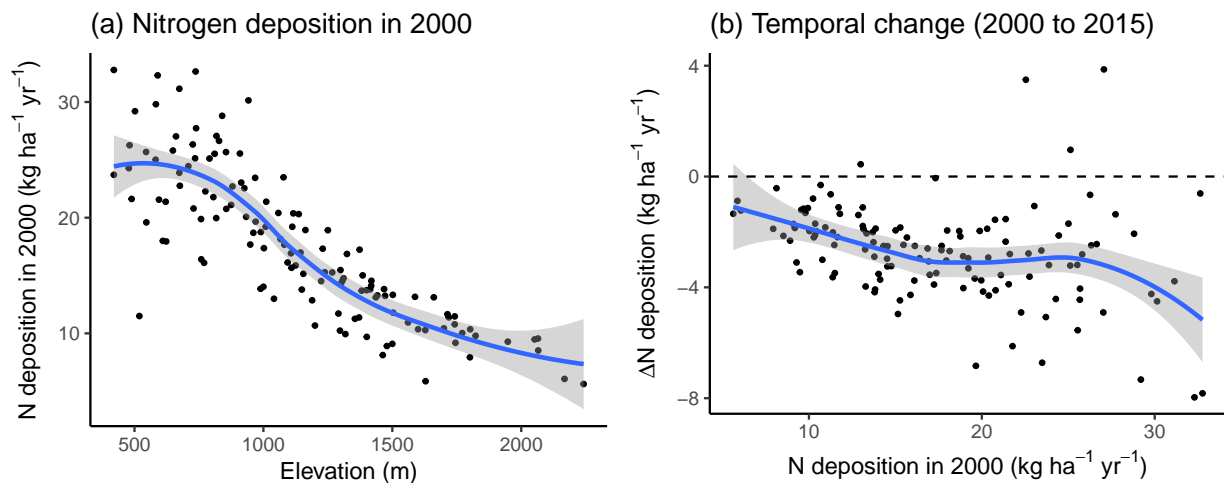 (a) Nitrogen deposition in 2000
N deposition in 2000 (kg ha⁻¹ yr⁻¹)
30
20
10
500 1000 1500 2000
Elevation (m)
(b) Temporal change (2000 to 2015)
ΔN deposition (kg ha⁻¹ yr⁻¹)
4
0
−4
−8
10 20 30
N deposition in 2000 (kg ha⁻¹ yr⁻¹)